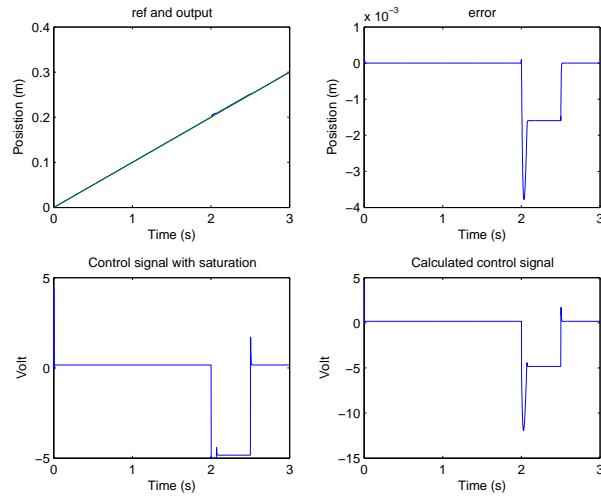 ref and output
0.4
0.3
0.2
0.1
0
Posistion (m)
0 1 2 3
Time (s)
x 10⁻³
error
1
0
−1
−2
−3
−4
Posistion (m)
0 1 2 3
Time (s)
Control signal with saturation
5
0
−5
Volt
0 1 2 3
Time (s)
Calculated control signal
5
0
−5
−10
−15
Volt
0 1 2 3
Time (s)